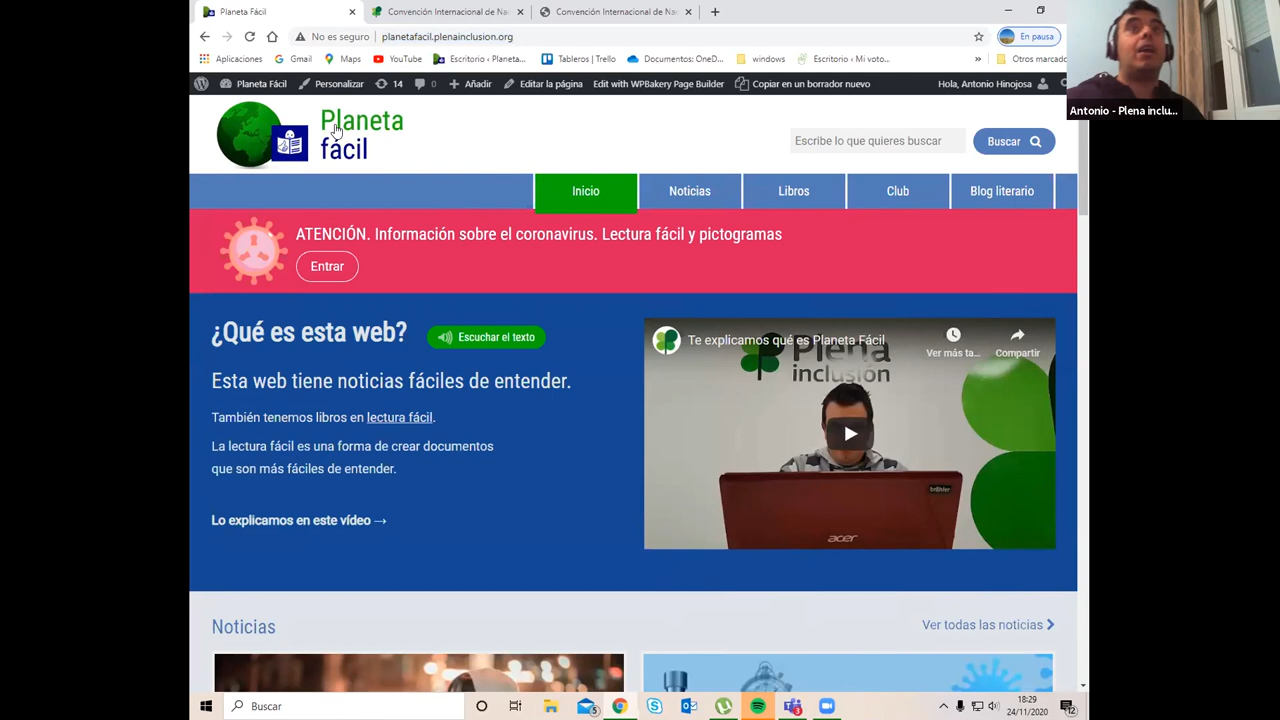 Planeta Fácil
Convención Internacional de Na
Convención Internacional de Na
No es seguro
planetafacil.plenainclusion.org
En pausa
Aplicaciones
Gmail
Maps
YouTube
Escritorio ‹ Planeta...
Tableros | Trello
Documentos: OneD...
windows
Escritorio ‹ Mi voto...
»
Otros marcado
Planeta Fácil
Personalizar
14
0
Añadir
Editar la página
Edit with WPBakery Page Builder
Copiar en un borrador nuevo
Hola, Antonio Hinojosa
Antonio - Plena inclu...
Planeta
fácil
Escribe lo que quieres buscar
Buscar
Inicio
Noticias
Libros
Club
Blog literario
ATENCIÓN. Información sobre el coronavirus. Lectura fácil y pictogramas
Entrar
¿Qué es esta web?
Escuchar el texto
Esta web tiene noticias fáciles de entender.
También tenemos libros en lectura fácil.
La lectura fácil es una forma de crear documentos
que son más fáciles de entender.
Lo explicamos en este vídeo →
Te explicamos qué es Planeta Fácil
Ver más ta...
Compartir
Plena
inclusión
acer
Noticias
Ver todas las noticias
Buscar
5
3
18:29
24/11/2020
12